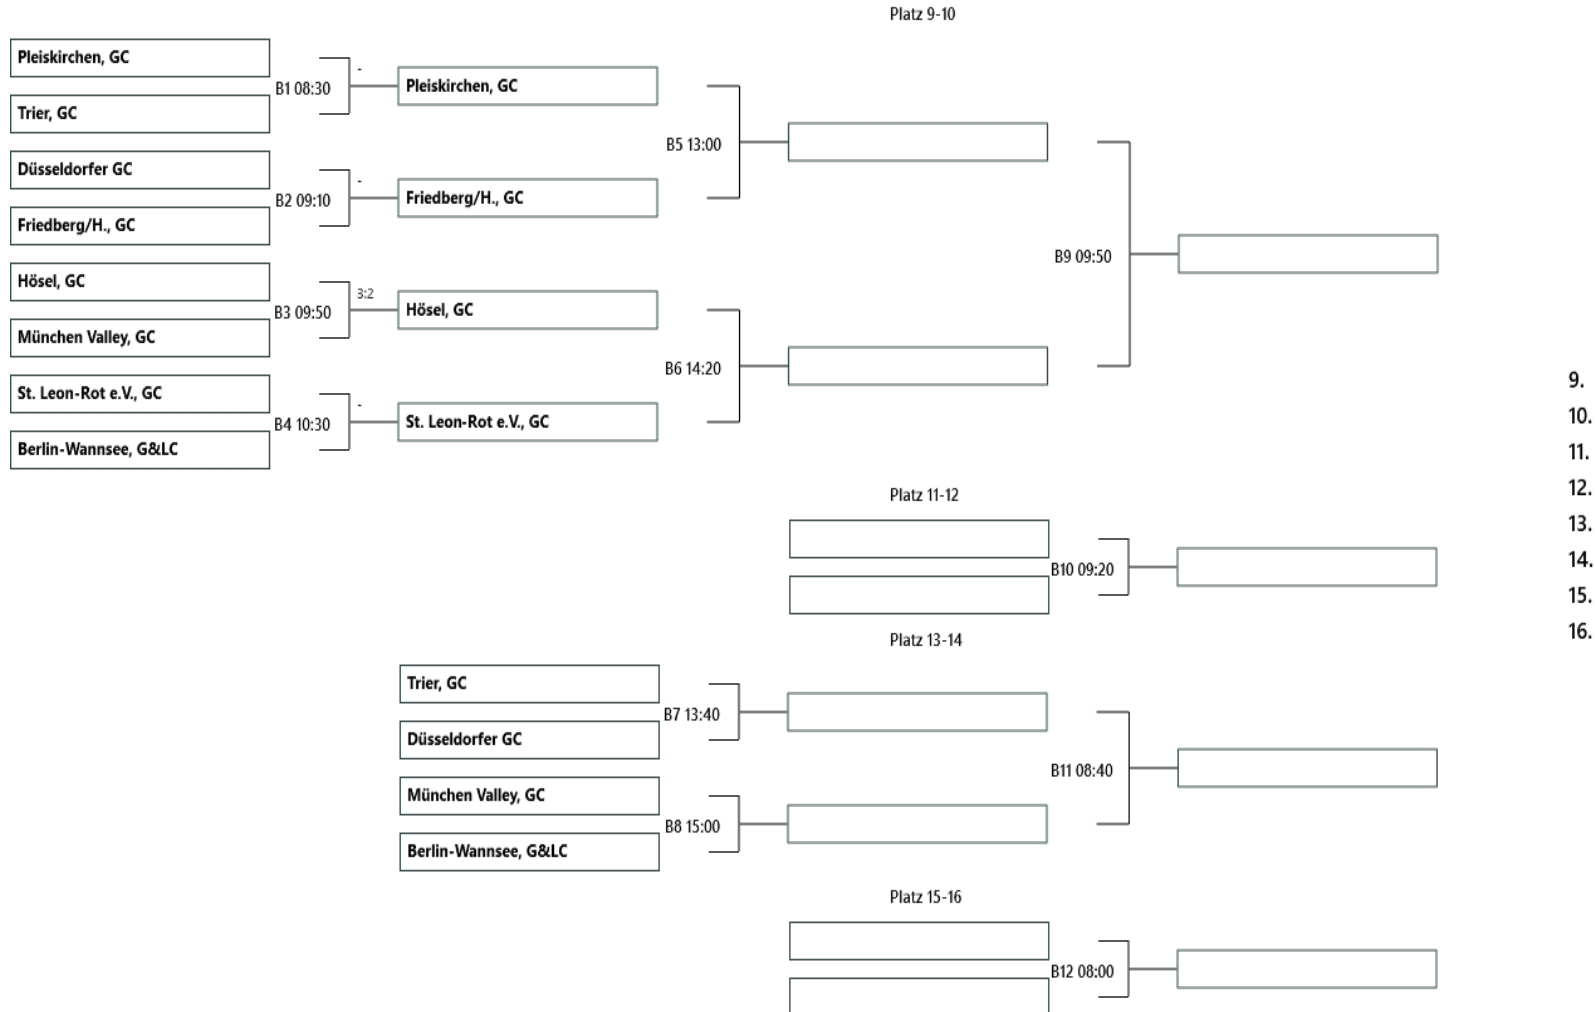 Platz 9-10
Pleiskirchen, GC
B1 08:30
-
Pleiskirchen, GC
Trier, GC
B5 13:00
Düsseldorfer GC
B2 09:10
-
Friedberg/H., GC
Friedberg/H., GC
B9 09:50
Hösel, GC
B3 09:50
3:2
Hösel, GC
München Valley, GC
B6 14:20
St. Leon-Rot e.V., GC
B4 10:30
-
St. Leon-Rot e.V., GC
Berlin-Wannsee, G&LC
9.
10.
11.
12.
13.
14.
15.
16.
Platz 11-12
B10 09:20
Platz 13-14
Trier, GC
B7 13:40
Düsseldorfer GC
B11 08:40
München Valley, GC
B8 15:00
Berlin-Wannsee, G&LC
Platz 15-16
B12 08:00